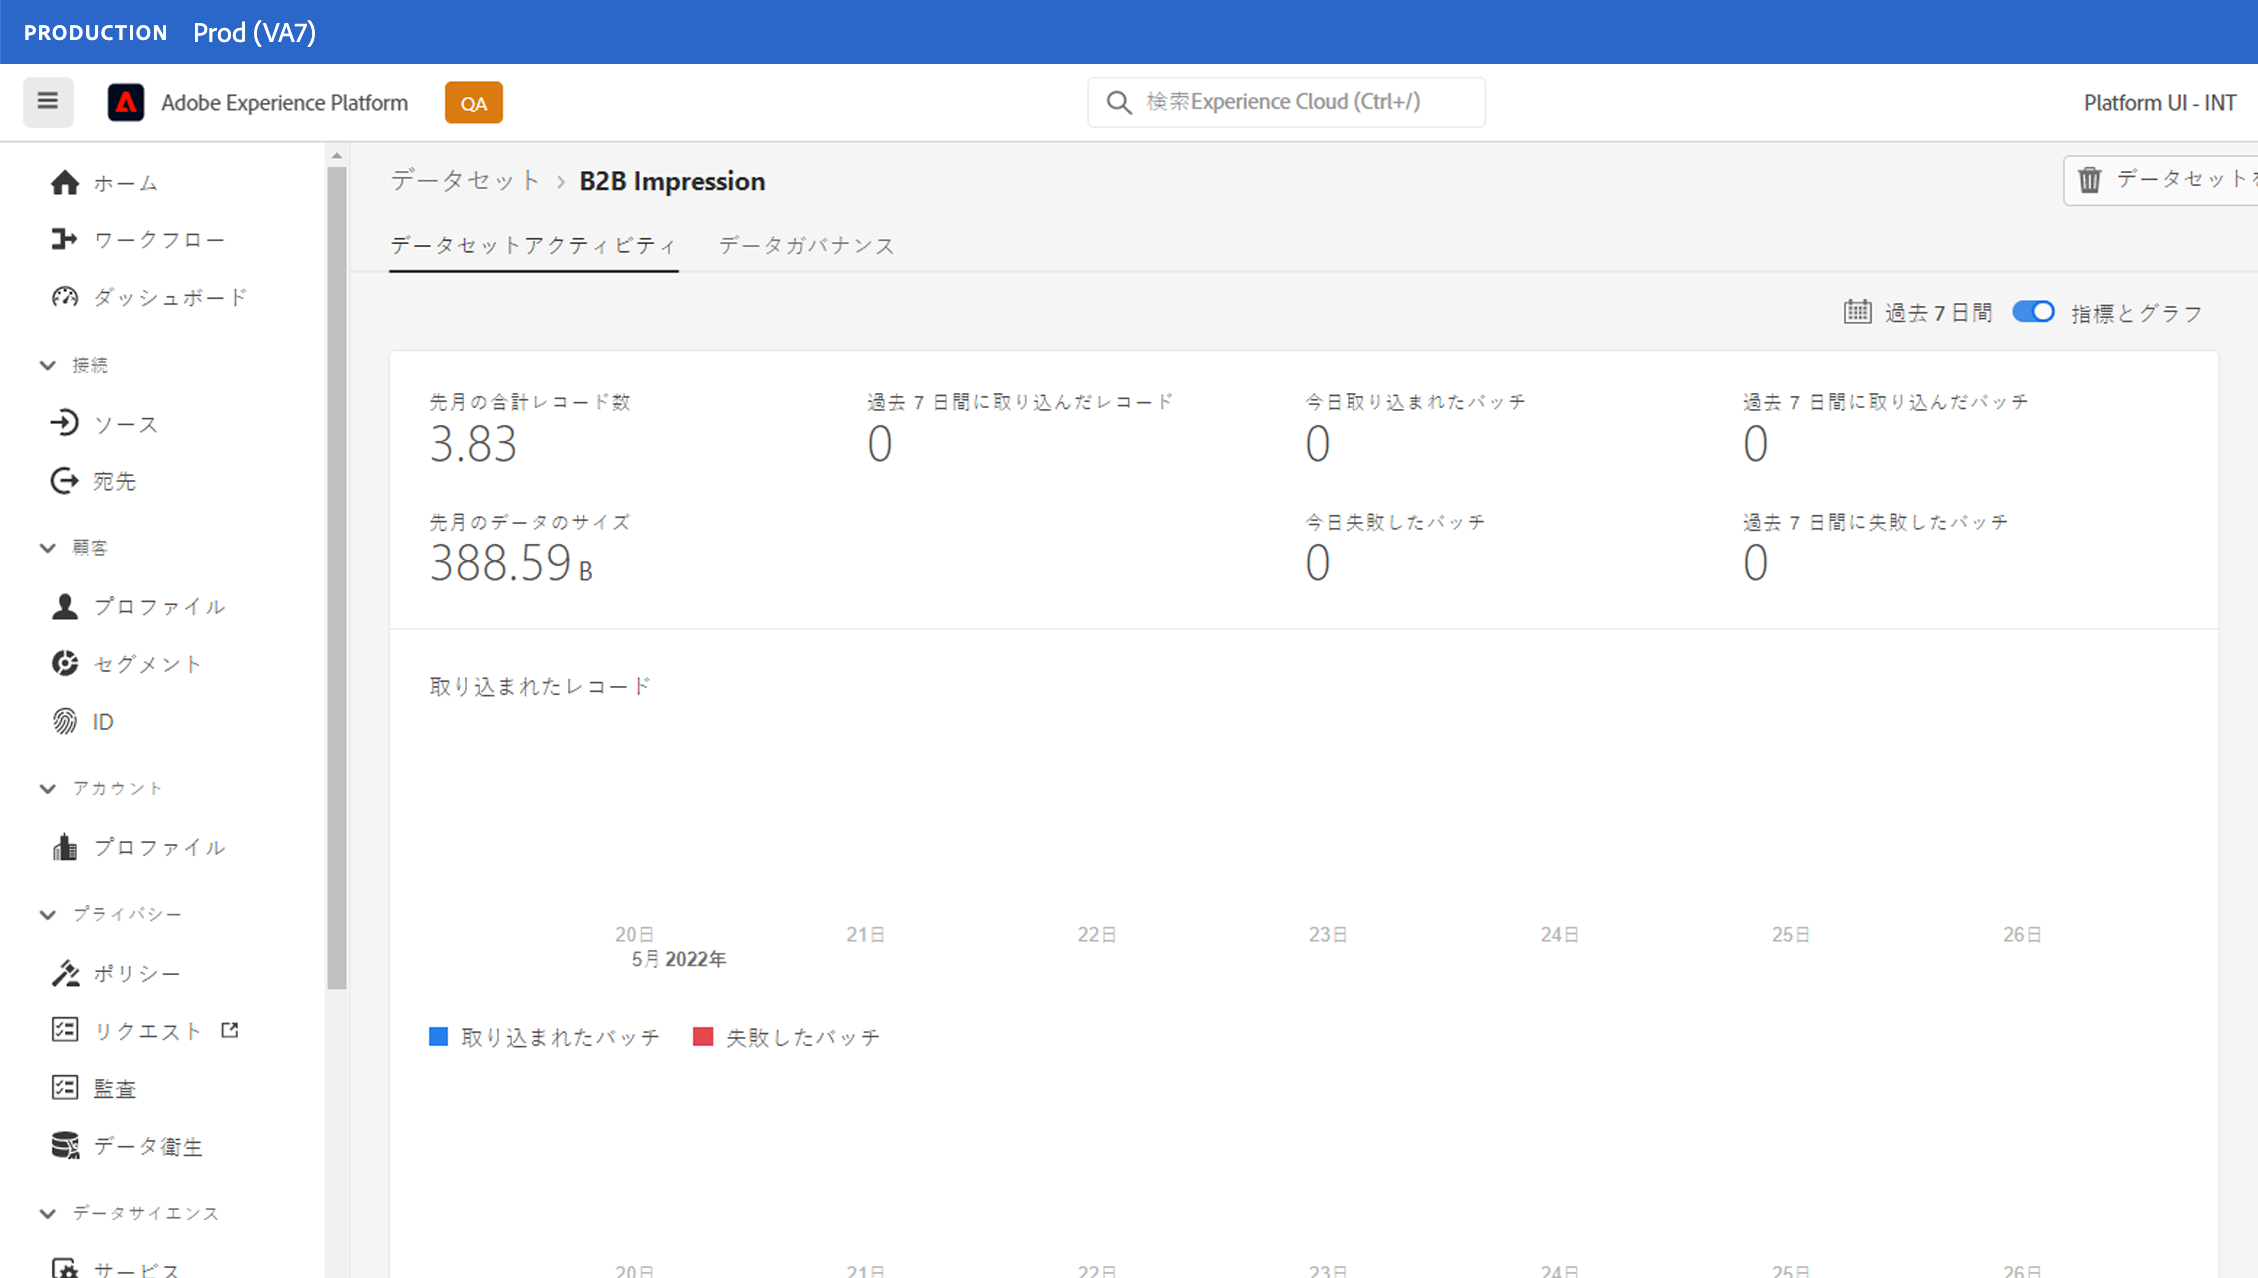 PRODUCTION Prod (VA7)
Adobe Experience Platform QA 検索Experience Cloud (Ctrl+/) Platform UI - INT
ホーム
ワークフロー
ダッシュボード
接続
ソース
宛先
顧客
プロファイル
セグメント
ID
アカウント
プロファイル
プライバシー
ポリシー
リクエスト
監査
データ衛生
データサイエンス
サービス
データセット › B2B Impression
データセットを
データセットアクティビティ データガバナンス
過去 7 日間 指標とグラフ
先月の合計レコード数
3.83
過去 7 日間に取り込んだレコード
0
今日取り込まれたバッチ
0
過去 7 日間に取り込んだバッチ
0
先月のデータのサイズ
388.59 B
今日失敗したバッチ
0
過去 7 日間に失敗したバッチ
0
取り込まれたレコード
20日 21日 22日 23日 24日 25日 26日
5月 2022年
取り込まれたバッチ 失敗したバッチ
20日 21日 22日 23日 24日 25日 26日